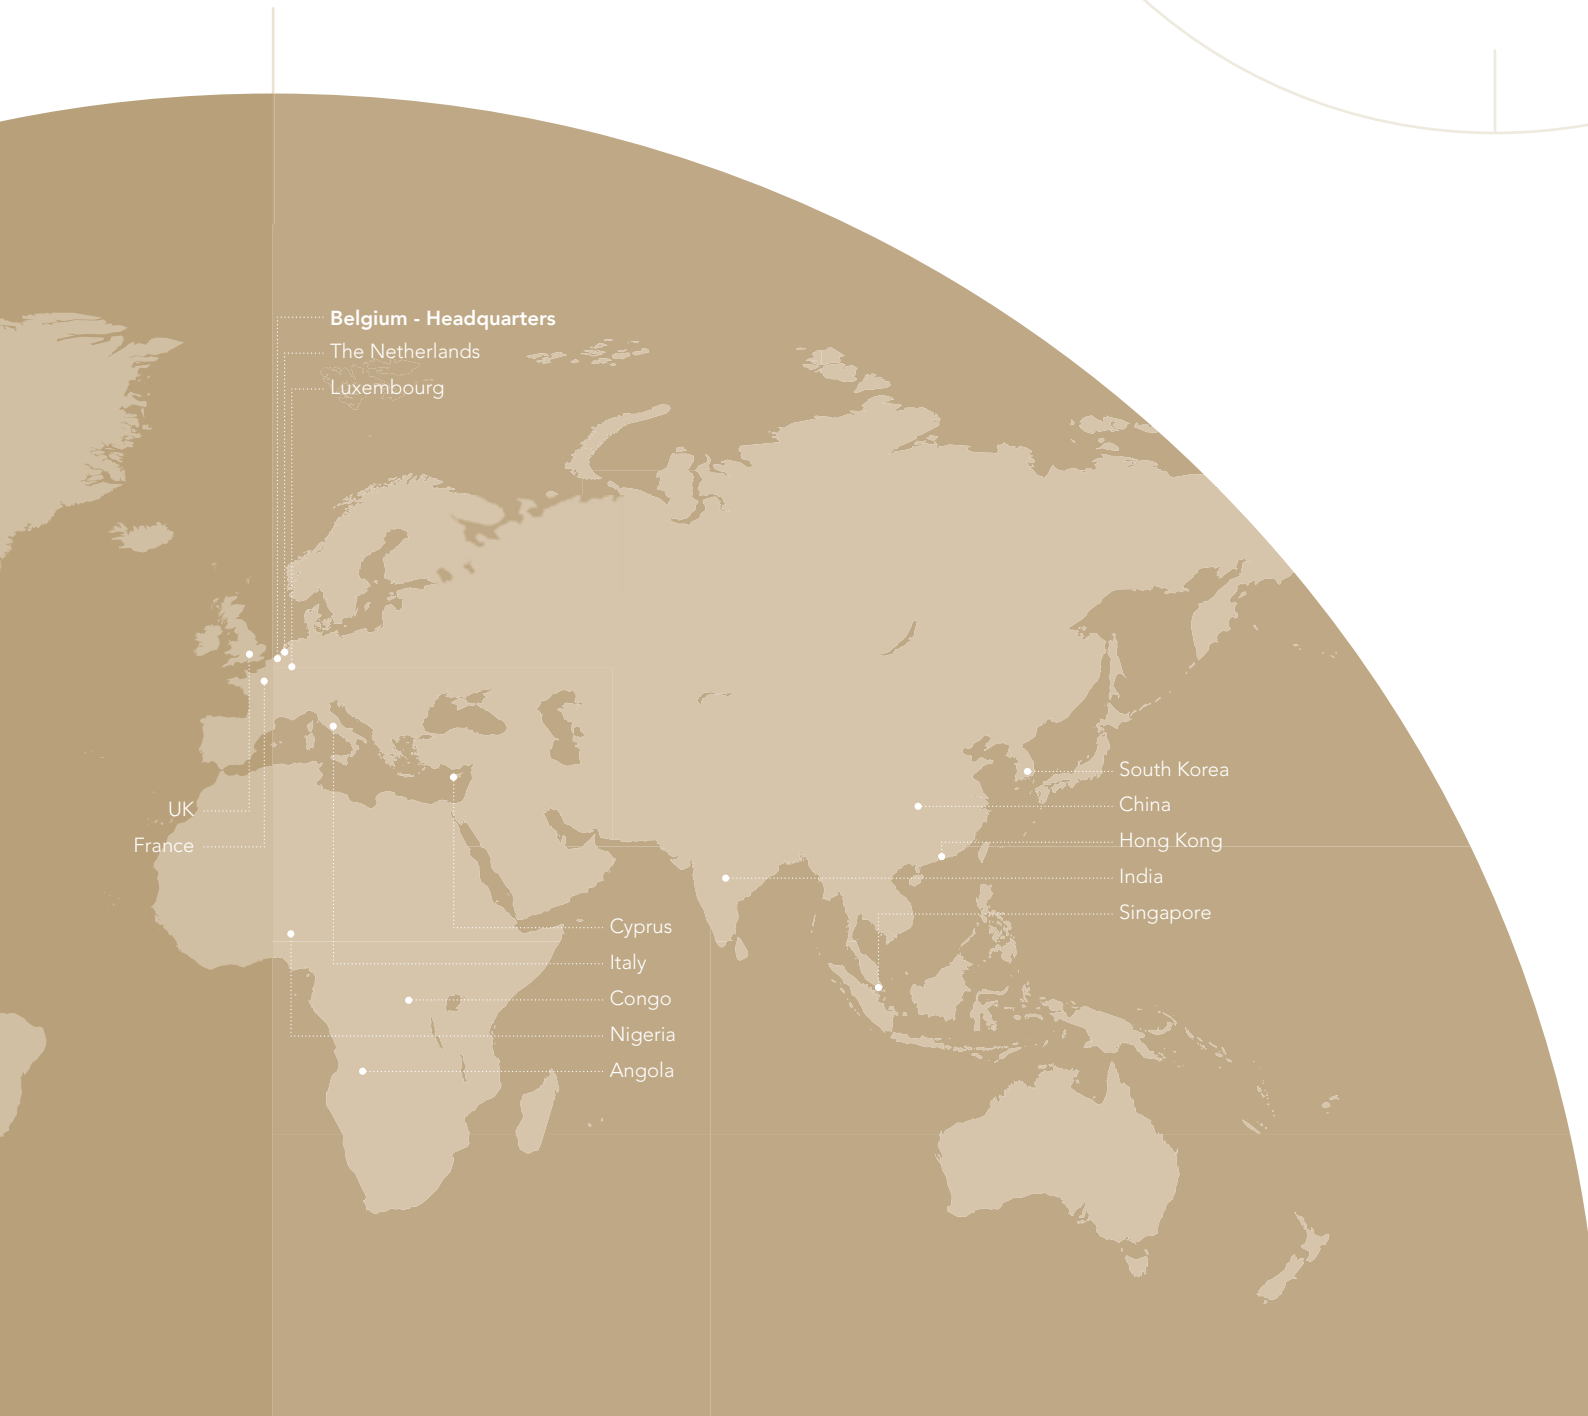 Belgium - Headquarters
The Netherlands
Luxembourg
UK
France
South Korea
China
Hong Kong
India
Singapore
Cyprus
Italy
Congo
Nigeria
Angola